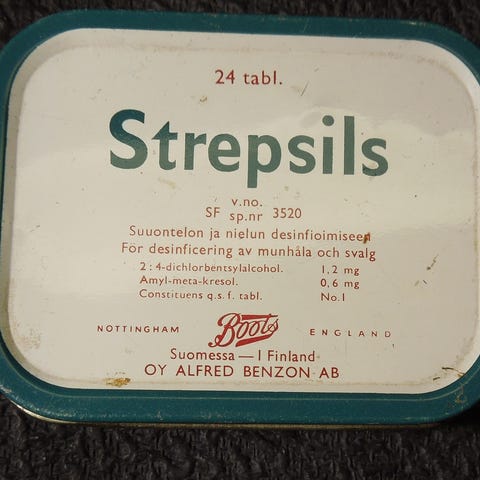 24 tabl.
Strepsils
v.no.
SF sp.nr 3520
Suuontelon ja nielun desinfioimiseen
För desinficering av munhåla och svalg
2:4-dichlorbentsylalcohol. 1,2 mg
Amyl-meta-kresol. 0,6 mg
Constituens q.s.f. tabl. No.1
NOTTINGHAM Boots ENGLAND
Suomessa — I Finland
OY ALFRED BENZON AB